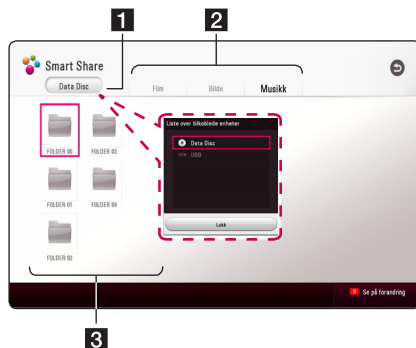 1
2
Smart Share
Data Disc
Film
Bilde
Musikk
Liste over tilkoblede enheter
Data Disc
USB
Lukk
FOLDER 00
FOLDER 03
FOLDER 01
FOLDER 04
FOLDER 02
R Se på forandring
3